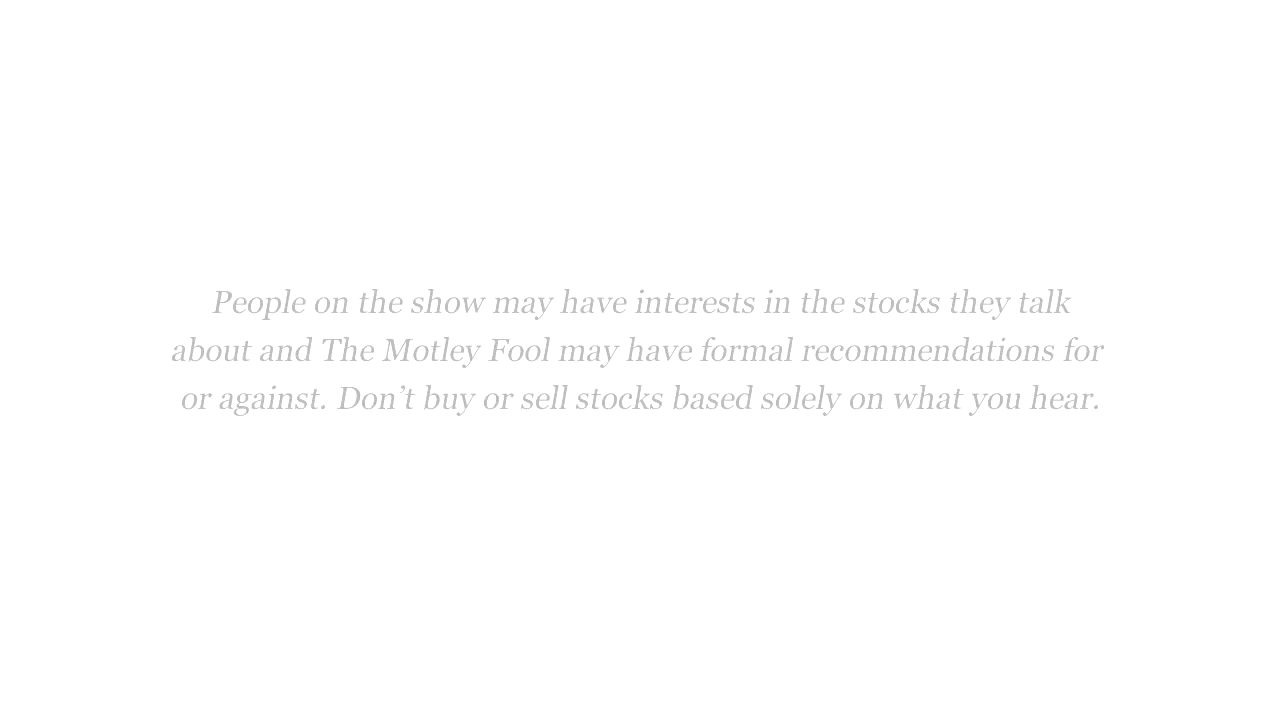 People on the show may have interests in the stocks they talk
about and The Motley Fool may have formal recommendations for
or against. Don’t buy or sell stocks based solely on what you hear.